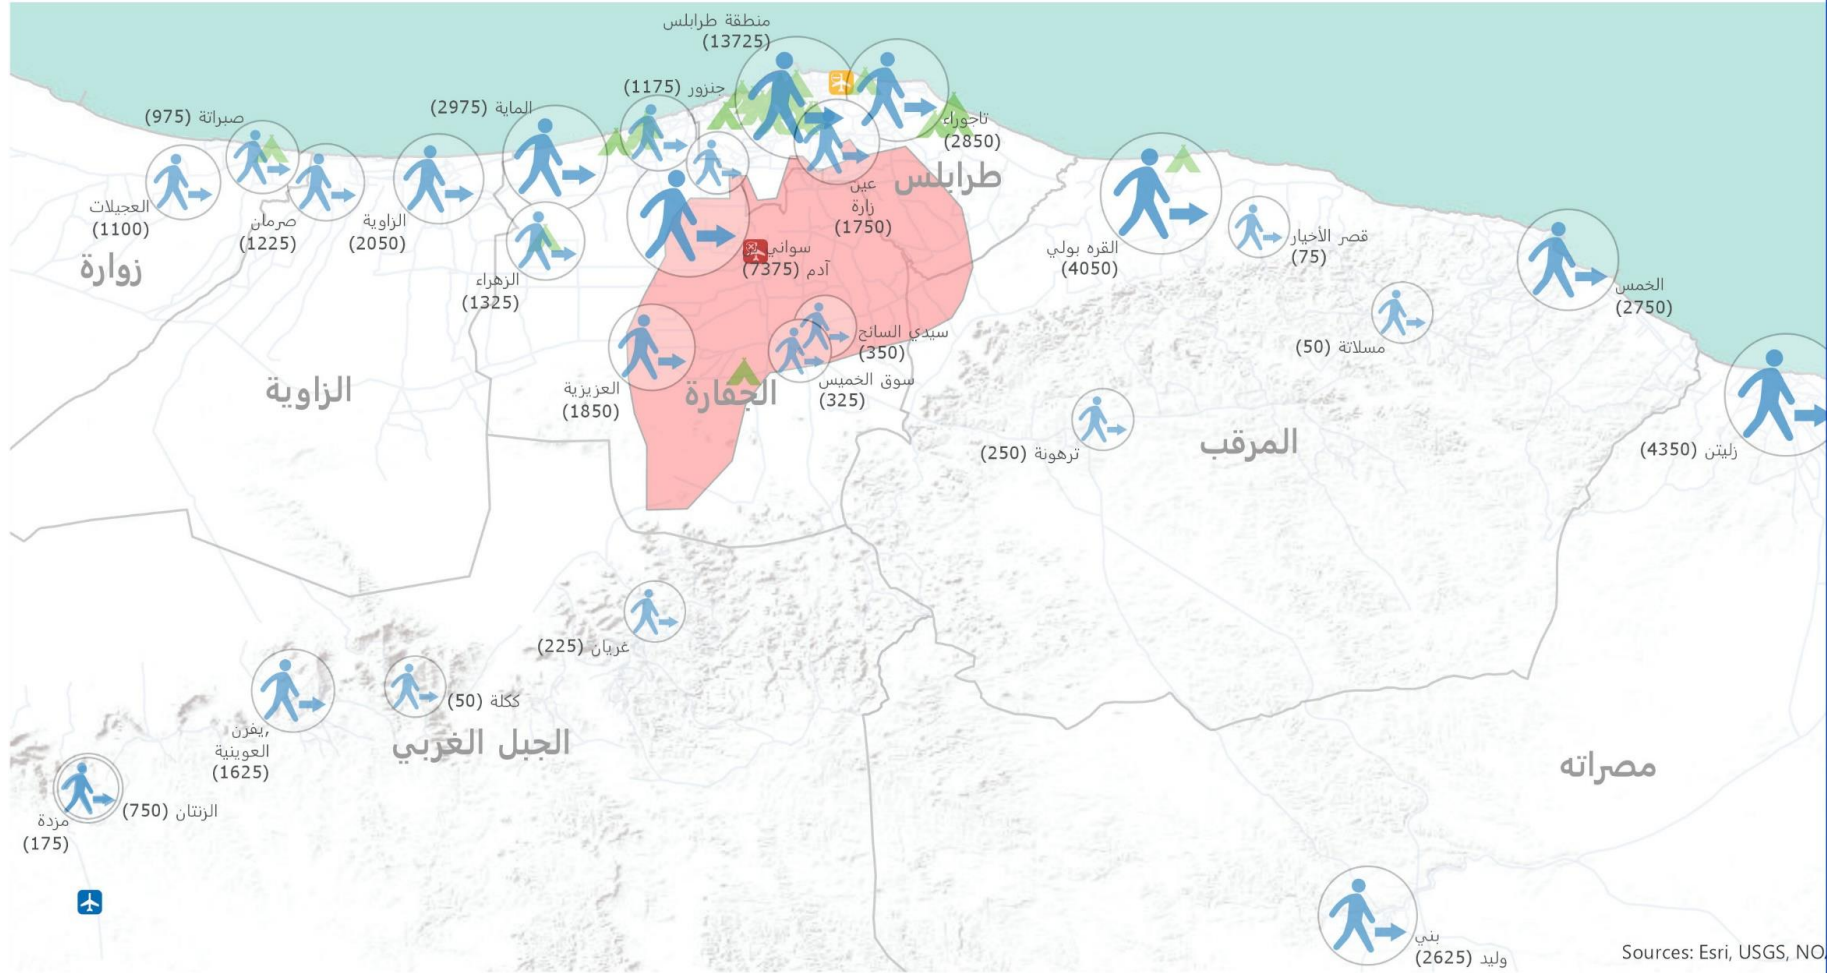 منطقة طرابلس
(13725)
جنزور (1175)
الماية (2975)
صبراتة (975)
تاجوراء
(2850)
طرابلس
عين
زارة
(1750)
العجيلات
(1100)
صرمان
(1225)
الزاوية
(2050)
زوارة
القره بولي
(4050)
قصر الأخيار
(75)
سواني بن
آدم (7375)
الزهراء
(1325)
الخمس
(2750)
سيدي السائح
(350)
مسلاتة (50)
سوق الخميس
(325)
العزيزية
(1850)
الجفارة
الزاوية
المرقب
ترهونة (250)
زليتن (4350)
غريان (225)
ككلة (50)
يفرن,
العوينية
(1625)
الجبل الغربي
مصراته
الزنتان (750)
مزدة
(175)
بني
وليد (2625)
Sources: Esri, USGS, NO